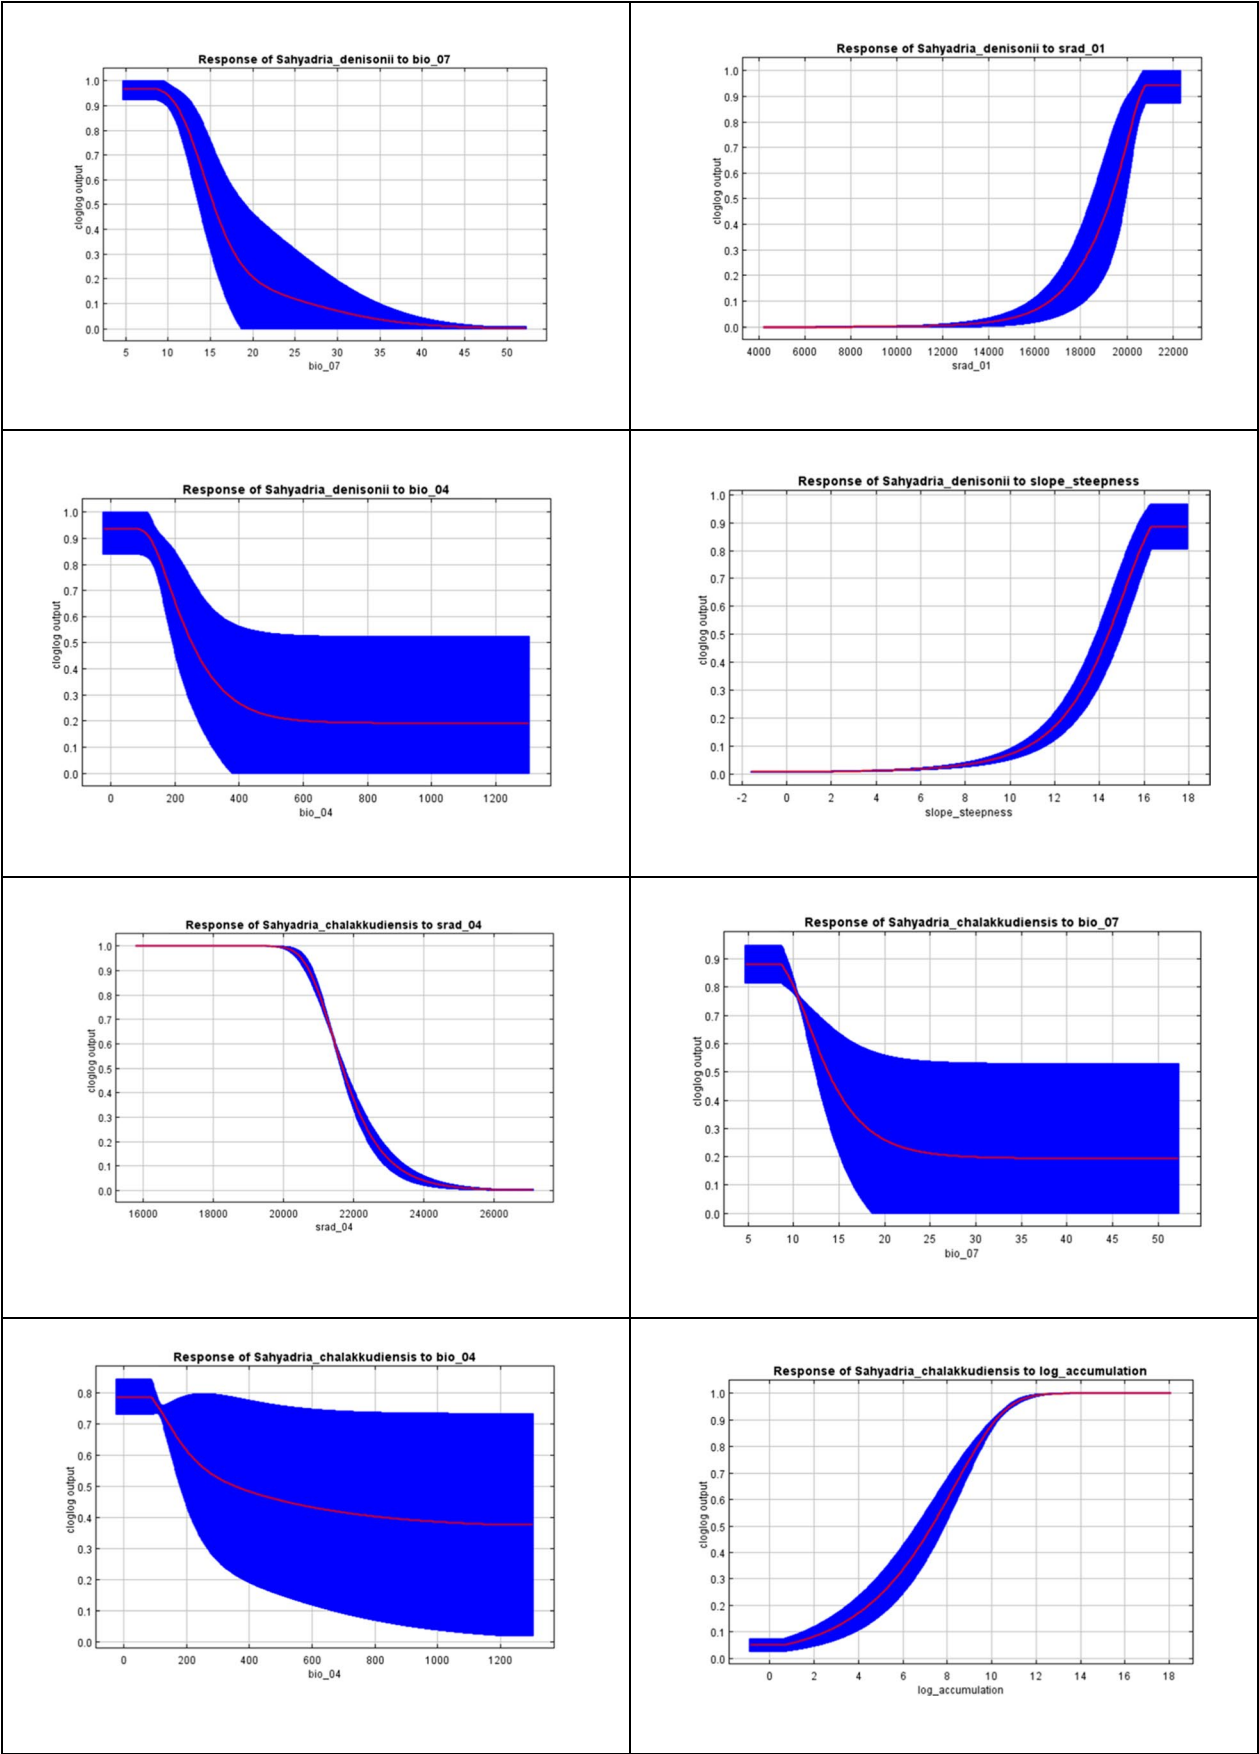 Response of Sahyadria_denisonii to bio_07
cloglog output
1.0
0.9
0.8
0.7
0.6
0.5
0.4
0.3
0.2
0.1
0.0
5 10 15 20 25 30 35 40 45 50
bio_07
Response of Sahyadria_denisonii to srad_01
cloglog output
1.0
0.9
0.8
0.7
0.6
0.5
0.4
0.3
0.2
0.1
0.0
4000 6000 8000 10000 12000 14000 16000 18000 20000 22000
srad_01
Response of Sahyadria_denisonii to bio_04
cloglog output
1.0
0.9
0.8
0.7
0.6
0.5
0.4
0.3
0.2
0.1
0.0
0 200 400 600 800 1000 1200
bio_04
Response of Sahyadria_denisonii to slope_steepness
cloglog output
1.0
0.9
0.8
0.7
0.6
0.5
0.4
0.3
0.2
0.1
0.0
-2 0 2 4 6 8 10 12 14 16 18
slope_steepness
Response of Sahyadria_chalakkudiensis to srad_04
cloglog output
1.0
0.9
0.8
0.7
0.6
0.5
0.4
0.3
0.2
0.1
0.0
16000 18000 20000 22000 24000 26000
srad_04
Response of Sahyadria_chalakkudiensis to bio_07
cloglog output
0.9
0.8
0.7
0.6
0.5
0.4
0.3
0.2
0.1
0.0
5 10 15 20 25 30 35 40 45 50
bio_07
Response of Sahyadria_chalakkudiensis to bio_04
cloglog output
0.8
0.7
0.6
0.5
0.4
0.3
0.2
0.1
0.0
0 200 400 600 800 1000 1200
bio_04
Response of Sahyadria_chalakkudiensis to log_accumulation
cloglog output
1.0
0.9
0.8
0.7
0.6
0.5
0.4
0.3
0.2
0.1
0.0
0 2 4 6 8 10 12 14 16 18
log_accumulation